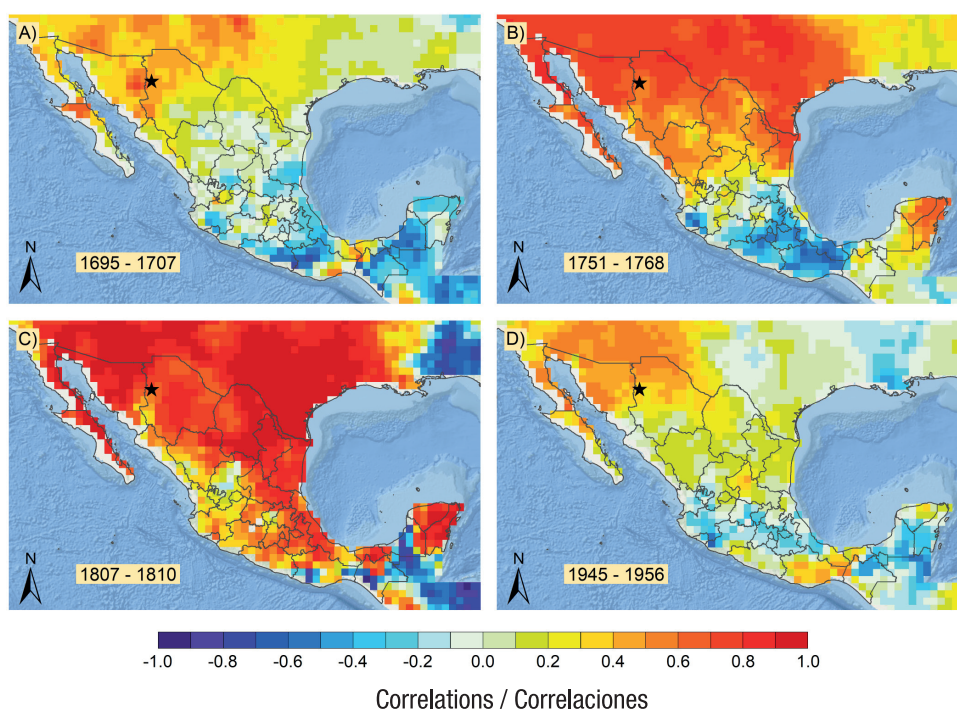 A)
B)
N
1695 - 1707
N
1751 - 1768
C)
D)
N
1807 - 1810
N
1945 - 1956
-1.0 -0.8 -0.6 -0.4 -0.2 0.0 0.2 0.4 0.6 0.8 1.0
Correlations / Correlaciones